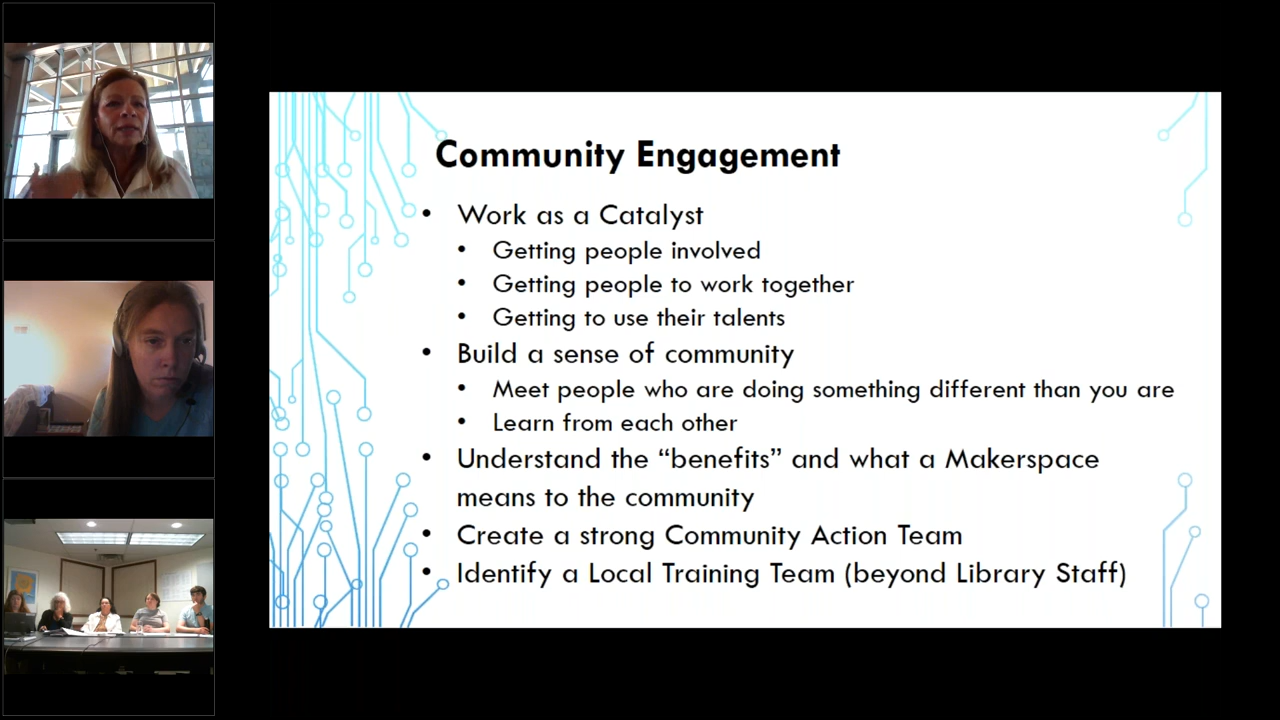 Community Engagement
• Work as a Catalyst
• Getting people involved
• Getting people to work together
• Getting to use their talents
• Build a sense of community
• Meet people who are doing something different than you are
• Learn from each other
• Understand the “benefits” and what a Makerspace
means to the community
• Create a strong Community Action Team
• Identify a Local Training Team (beyond Library Staff)